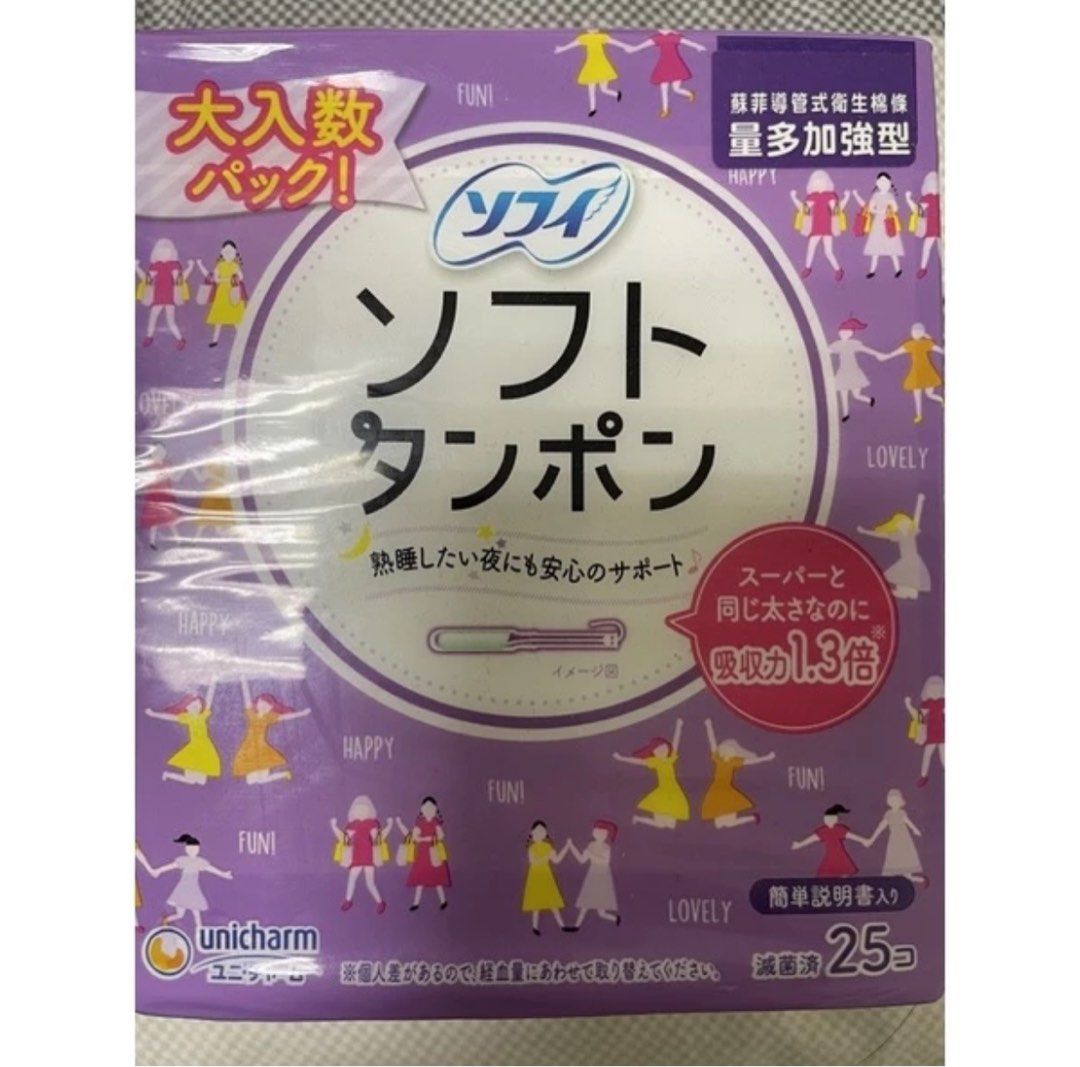 大入数
パック!
FUN!
蘇菲導管式衛生棉條
量多加強型
HAPPY
ソフィ
ソフト
タンポン
LOVELY
LOVELY
熟睡したい夜にも安心のサポート♪
スーパーと
同じ太さなのに
吸収力1.3倍※
イメージ図
HAPPY
HAPPY
FUN!
FUN!
FUN!
LOVELY
簡単説明書入り
unicharm
ユニ・チャーム
※個人差があるので、経血量にあわせて取り替えてください。
滅菌済 25コ